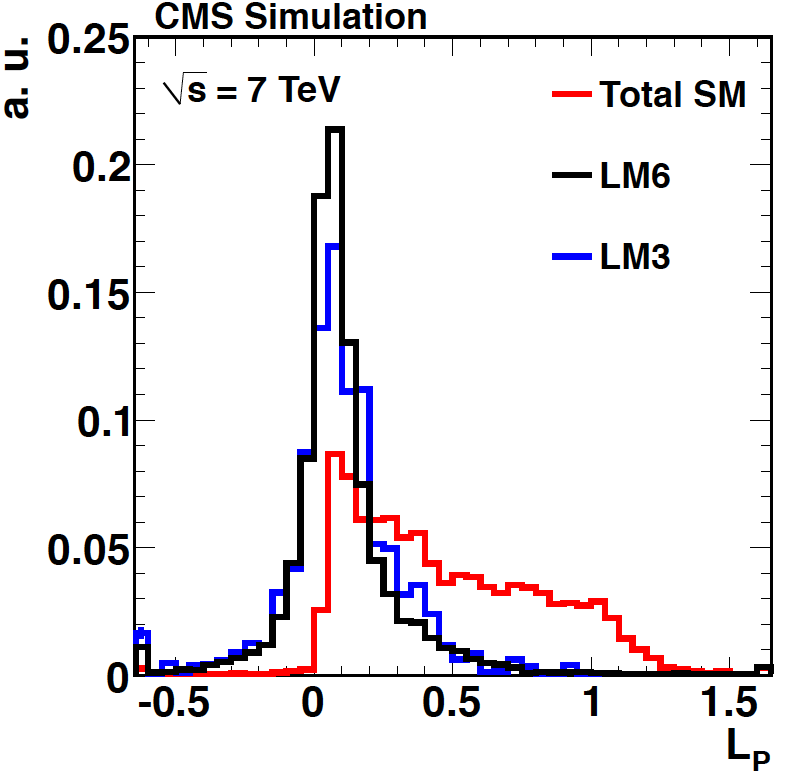 CMS Simulation
a. u.
√s = 7 TeV
Total SM
LM6
LM3
0.25
0.2
0.15
0.1
0.05
0
-0.5 0 0.5 1 1.5
L_P